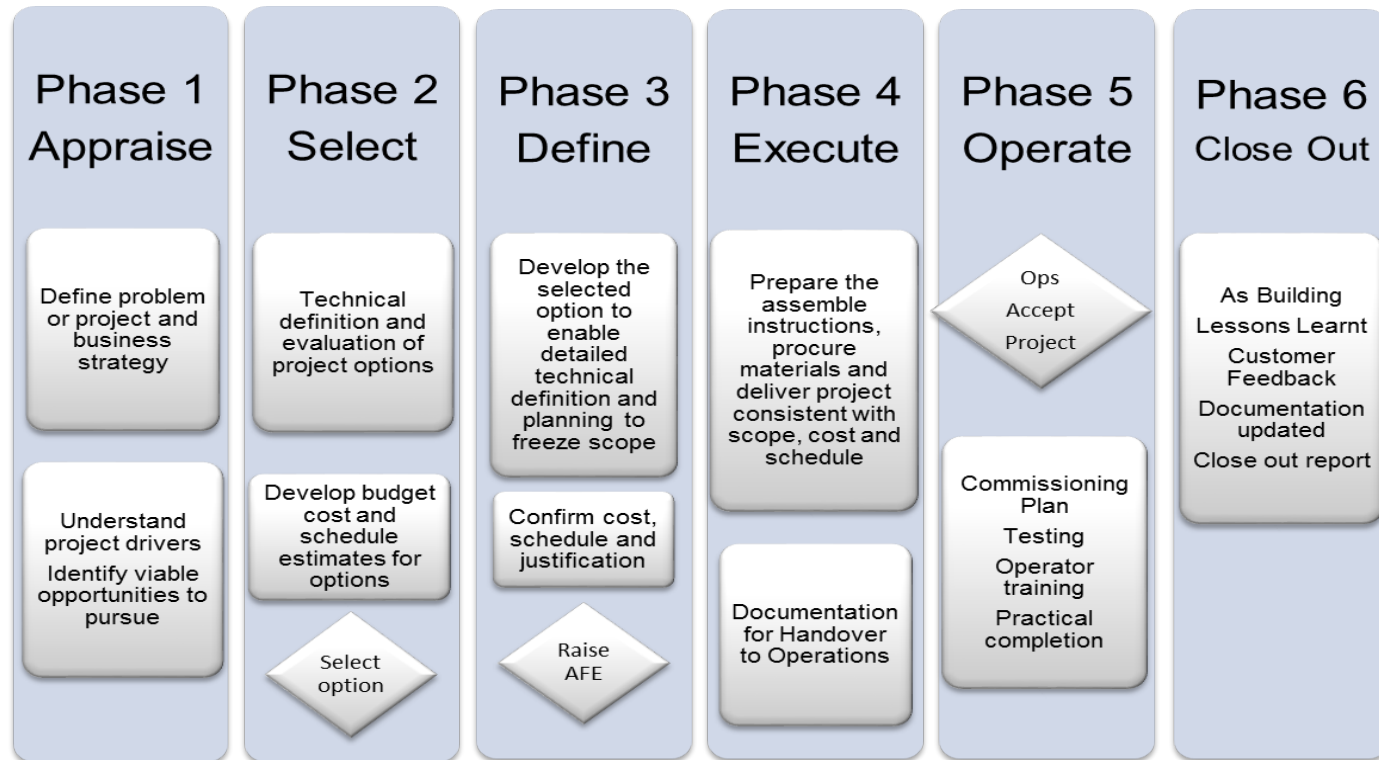 Phase 1
Appraise
Define problem
or project and
business
strategy
Understand
project drivers
Identify viable
opportunities to
pursue
Phase 2
Select
Technical
definition and
evaluation of
project options
Develop budget
cost and
schedule
estimates for
options
Select
option
Phase 3
Define
Develop the
selected
option to
enable
detailed
technical
definition and
planning to
freeze scope
Confirm cost,
schedule and
justification
Raise
AFE
Phase 4
Execute
Prepare the
assemble
instructions,
procure
materials and
deliver project
consistent with
scope, cost and
schedule
Documentation
for Handover
to Operations
Phase 5
Operate
Ops
Accept
Project
Commissioning
Plan
Testing
Operator
training
Practical
completion
Phase 6
Close Out
As Building
Lessons Learnt
Customer
Feedback
Documentation
updated
Close out report